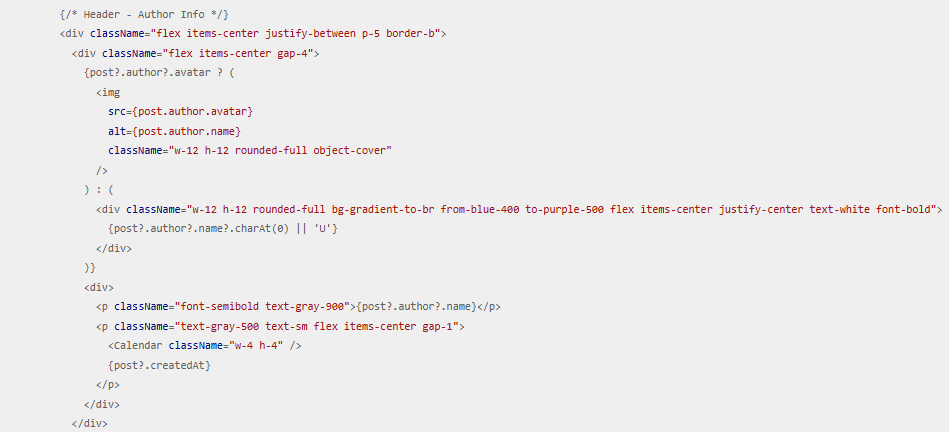 {/* Header - Author Info */}
<div className="flex items-center justify-between p-5 border-b">
<div className="flex items-center gap-4">
{post?.author?.avatar ? (
<img
src={post.author.avatar}
alt={post.author.name}
className="w-12 h-12 rounded-full object-cover"
/>
) : (
<div className="w-12 h-12 rounded-full bg-gradient-to-br from-blue-400 to-purple-500 flex items-center justify-center text-white font-bold">
{post?.author?.name?.charAt(0) || 'U'}
</div>
)}
<div>
<p className="font-semibold text-gray-900">{post?.author?.name}</p>
<p className="text-gray-500 text-sm flex items-center gap-1">
<Calendar className="w-4 h-4" />
{post?.createdAt}
</p>
</div>
</div>